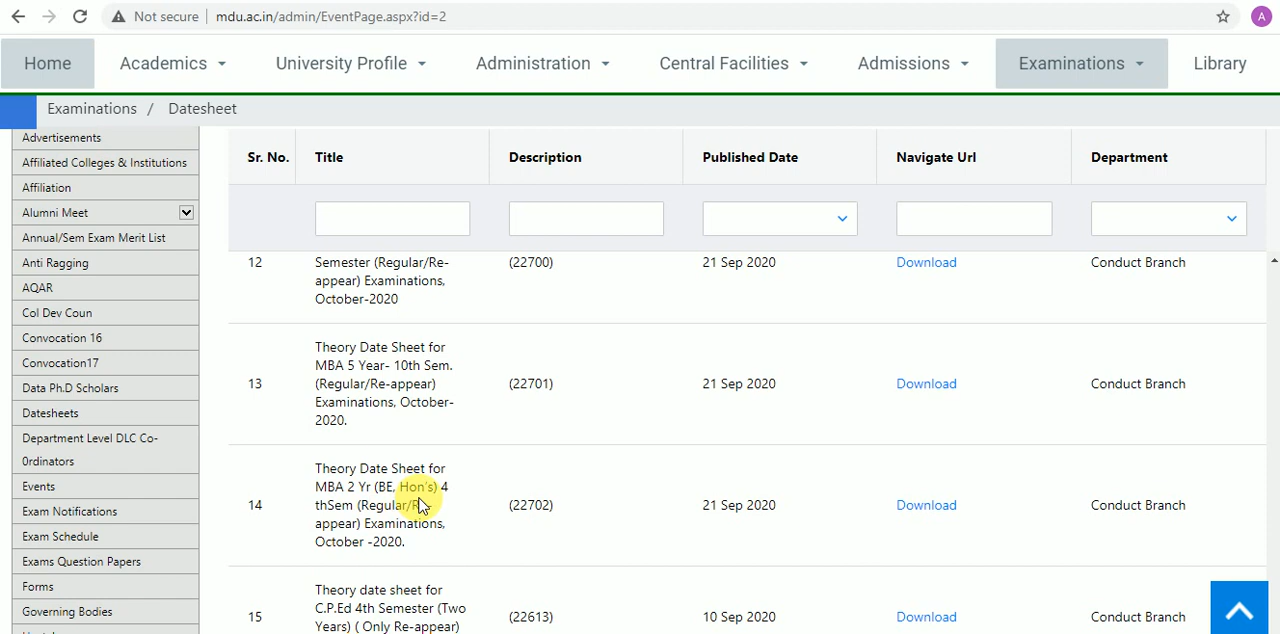 Not secure mdu.ac.in/admin/EventPage.aspx?id=2 A
Home Academics University Profile Administration Central Facilities Admissions Examinations Library
Examinations / Datesheet
Advertisements
Affiliated Colleges & Institutions
Affiliation
Alumni Meet
Annual/Sem Exam Merit List
Anti Ragging
AQAR
Col Dev Coun
Convocation 16
Convocation17
Data Ph.D Scholars
Datesheets
Department Level DLC Co-
0rdinators
Events
Exam Notifications
Exam Schedule
Exams Question Papers
Forms
Governing Bodies
Sr. No. Title Description Published Date Navigate Url Department
12 Semester (Regular/Re- (22700) 21 Sep 2020 Download Conduct Branch
appear) Examinations,
October-2020
Theory Date Sheet for
MBA 5 Year- 10th Sem.
13 (Regular/Re-appear) (22701) 21 Sep 2020 Download Conduct Branch
Examinations, October-
2020.
Theory Date Sheet for
MBA 2 Yr (BE, Hon's) 4
14 thSem (Regular/Re- (22702) 21 Sep 2020 Download Conduct Branch
appear) Examinations,
October -2020.
Theory date sheet for
C.P.Ed 4th Semester (Two
15 Years) ( Only Re-appear) (22613) 10 Sep 2020 Download Conduct Branch